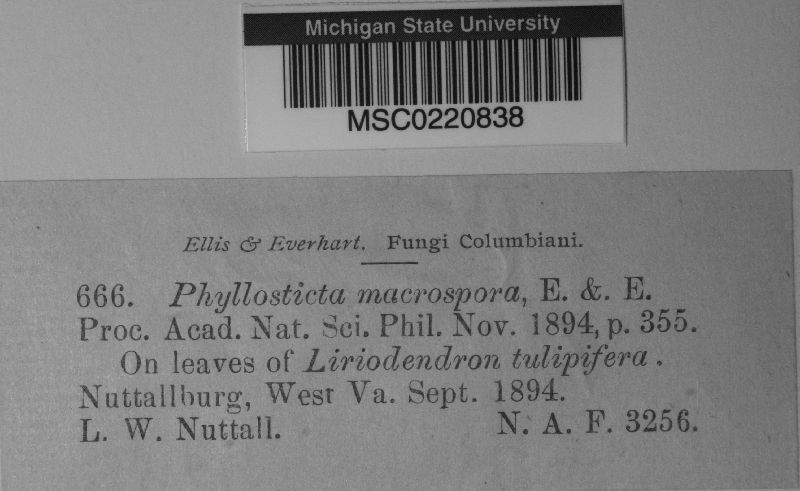 Michigan State University
MSC0220838
Ellis & Everhart. Fungi Columbiani.
666. Phyllosticta macrospora, E. &. E.
Proc. Acad. Nat. Sci. Phil. Nov. 1894, p. 355.
On leaves of Liriodendron tulipifera.
Nuttallburg, West Va. Sept. 1894.
L. W. Nuttall. N. A. F. 3256.